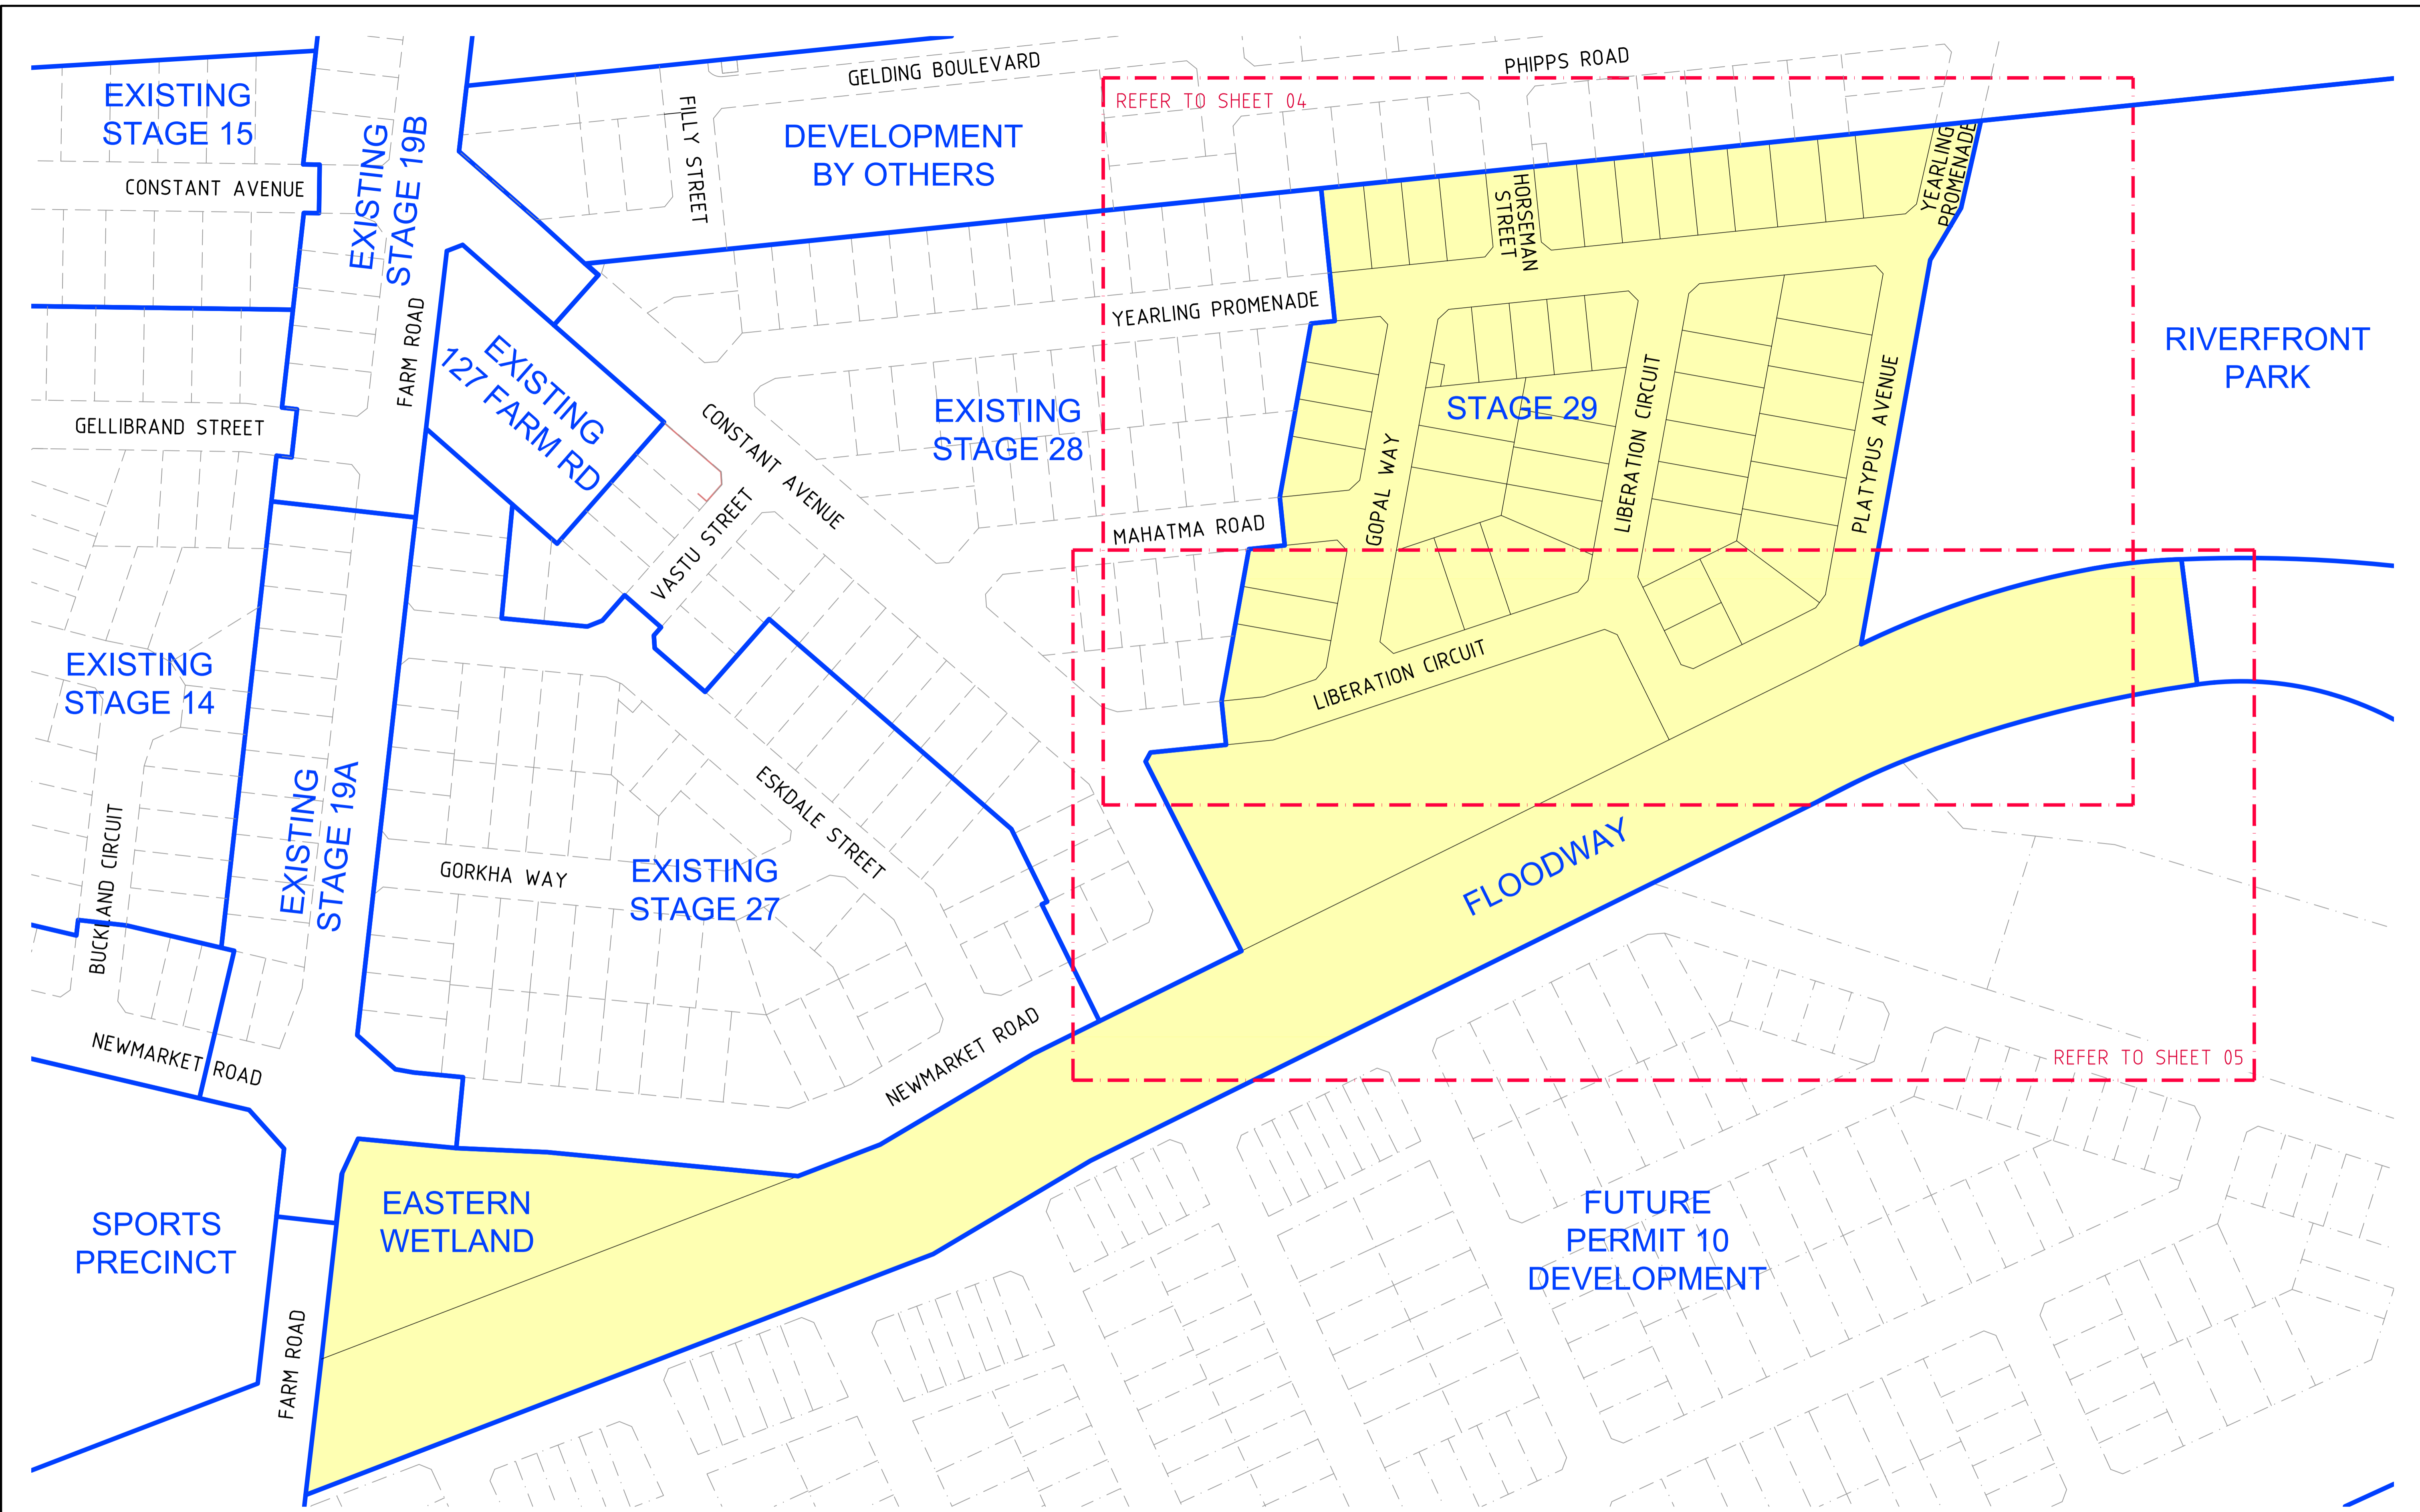 PHIPPS ROAD
GELDING BOULEVARD
EXISTING
STAGE 15
REFER TO SHEET 04
FILLY STREET
DEVELOPMENT
BY OTHERS
EXISTING
STAGE 19B
CONSTANT AVENUE
YEARLING
PROMENADE
HORSEMAN
STREET
YEARLING PROMENADE
FARM ROAD
RIVERFRONT
PARK
EXISTING
127 FARM RD
EXISTING
STAGE 28
STAGE 29
LIBERATION CIRCUIT
PLATYPUS AVENUE
GELLIBRAND STREET
CONSTANT AVENUE
GOPAL WAY
MAHATMA ROAD
VASTU STREET
EXISTING
STAGE 14
LIBERATION CIRCUIT
ESKDALE STREET
EXISTING
STAGE 19A
BUCKLAND CIRCUIT
GORKHA WAY
EXISTING
STAGE 27
FLOODWAY
NEWMARKET ROAD
NEWMARKET ROAD
REFER TO SHEET 05
EASTERN
WETLAND
SPORTS
PRECINCT
FUTURE
PERMIT 10
DEVELOPMENT
FARM ROAD